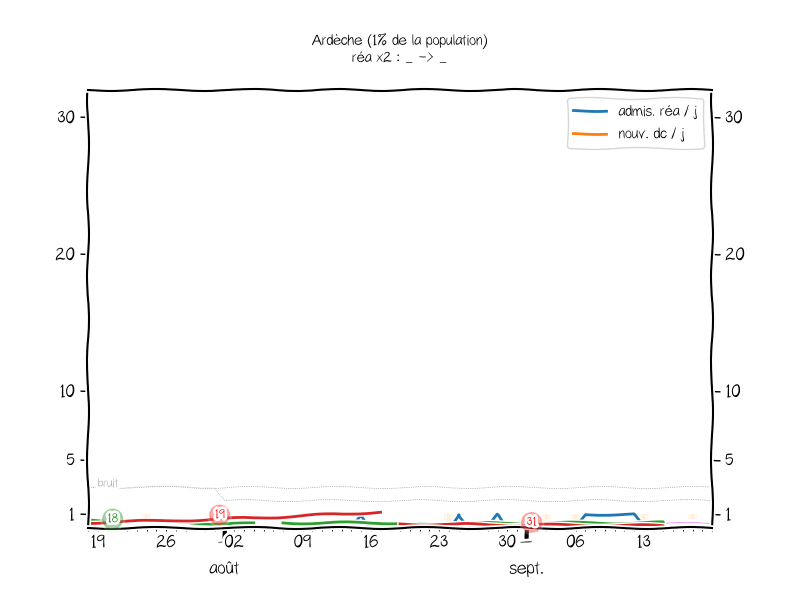 Ardèche (1% de la population)
réa x2 : _ -> _
admis. réa / j
nouv. dc / j
30 30
20 20
10 10
5 5
bruit
1 18 19 31 1
19 26 02 09 16 23 30 06 13
août sept.